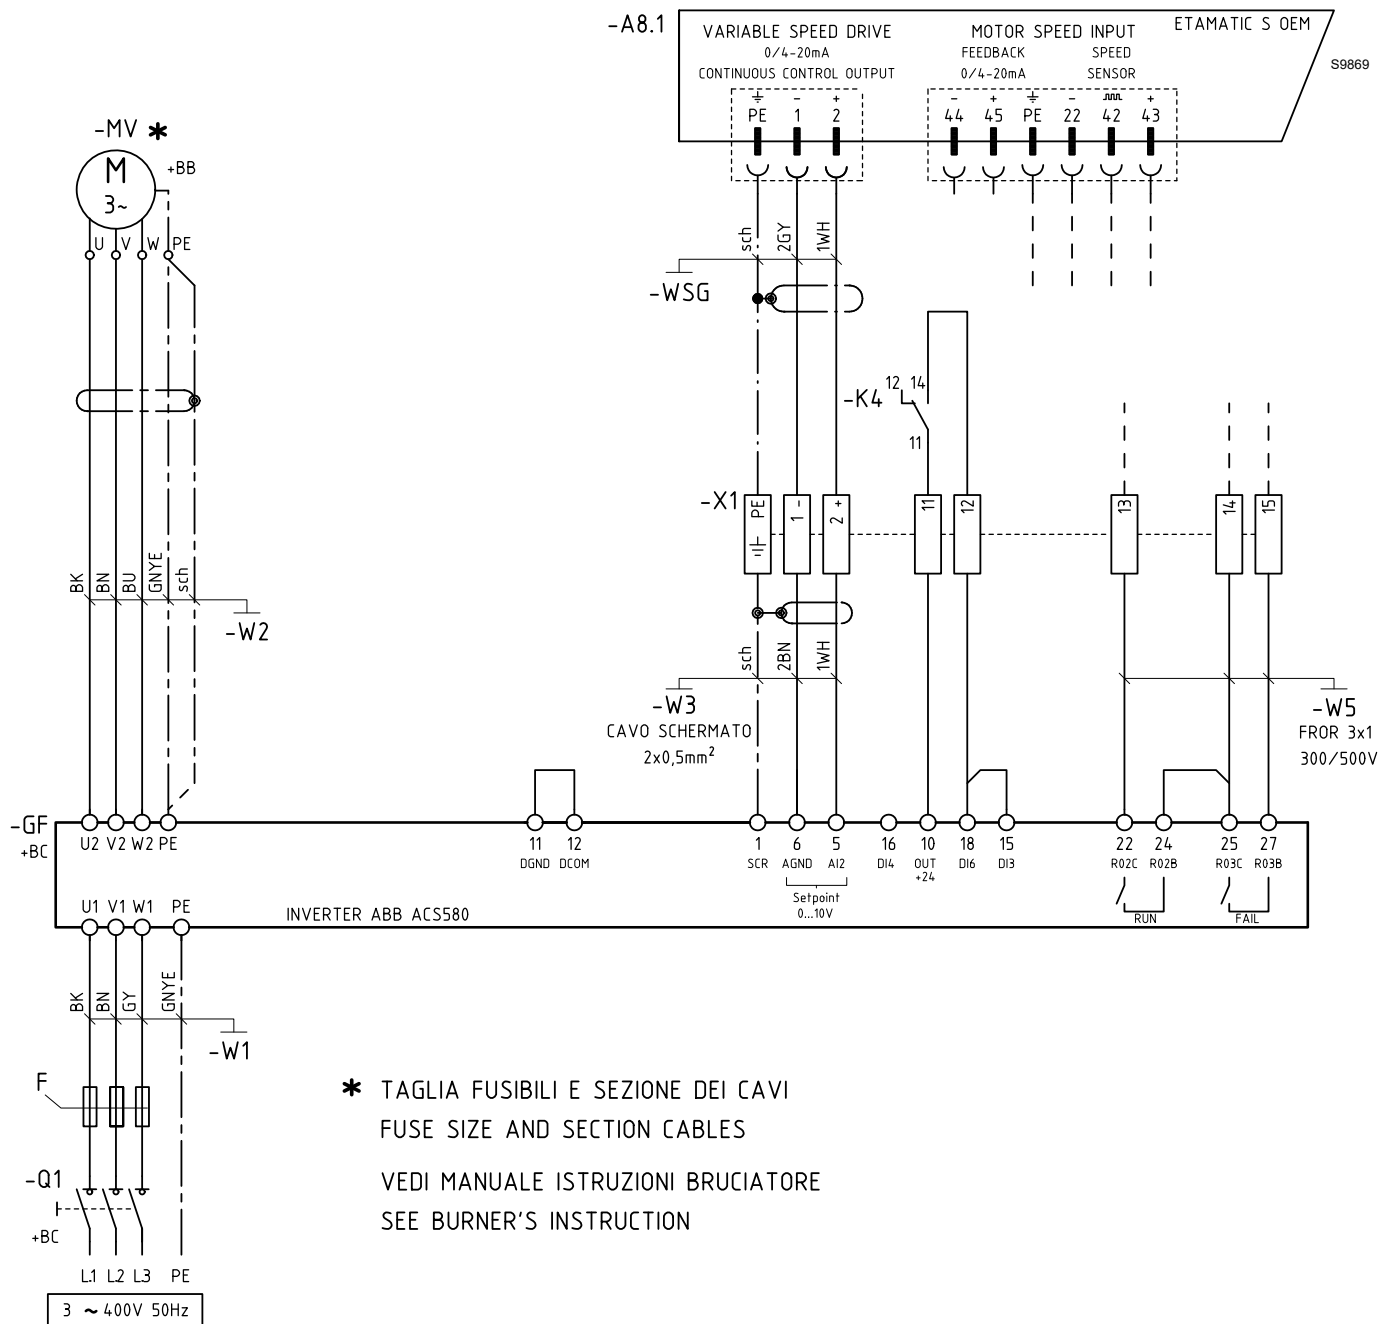 -A8.1
VARIABLE SPEED DRIVE
0/4-20mA
CONTINUOUS CONTROL OUTPUT
MOTOR SPEED INPUT
FEEDBACK
0/4-20mA
SPEED
SENSOR
ETAMATIC S OEM
S9869
- + - - +
PE 1 2 44 45 PE 22 42 43
-MV *
M
3~
+BB
U V W PE
sch 2GY 1WH
-WSG
-K4
12 14
11
-X1
PE 1 - 2 + 11 12 13 14 15
BK BN BU GNYE sch
-W2
sch 2BN 1WH
-W3
CAVO SCHERMATO
2x0,5mm²
-W5
FROR 3x1
300/500V
-GF
+BC
U2 V2 W2 PE
11 12 1 6 5 16 10 18 15 22 24 25 27
DGND DCOM SCR AGND AI2 DI4 OUT DI6 DI3 R02C R02B R03C R03B
+24
Setpoint
0...10V
RUN
FAIL
U1 V1 W1 PE
INVERTER ABB ACS580
BK BN GY GNYE
-W1
F
* TAGLIA FUSIBILI E SEZIONE DEI CAVI
FUSE SIZE AND SECTION CABLES
VEDI MANUALE ISTRUZIONI BRUCIATORE
SEE BURNER'S INSTRUCTION
-Q1
+BC
L1 L2 L3 PE
3 ~ 400V 50Hz